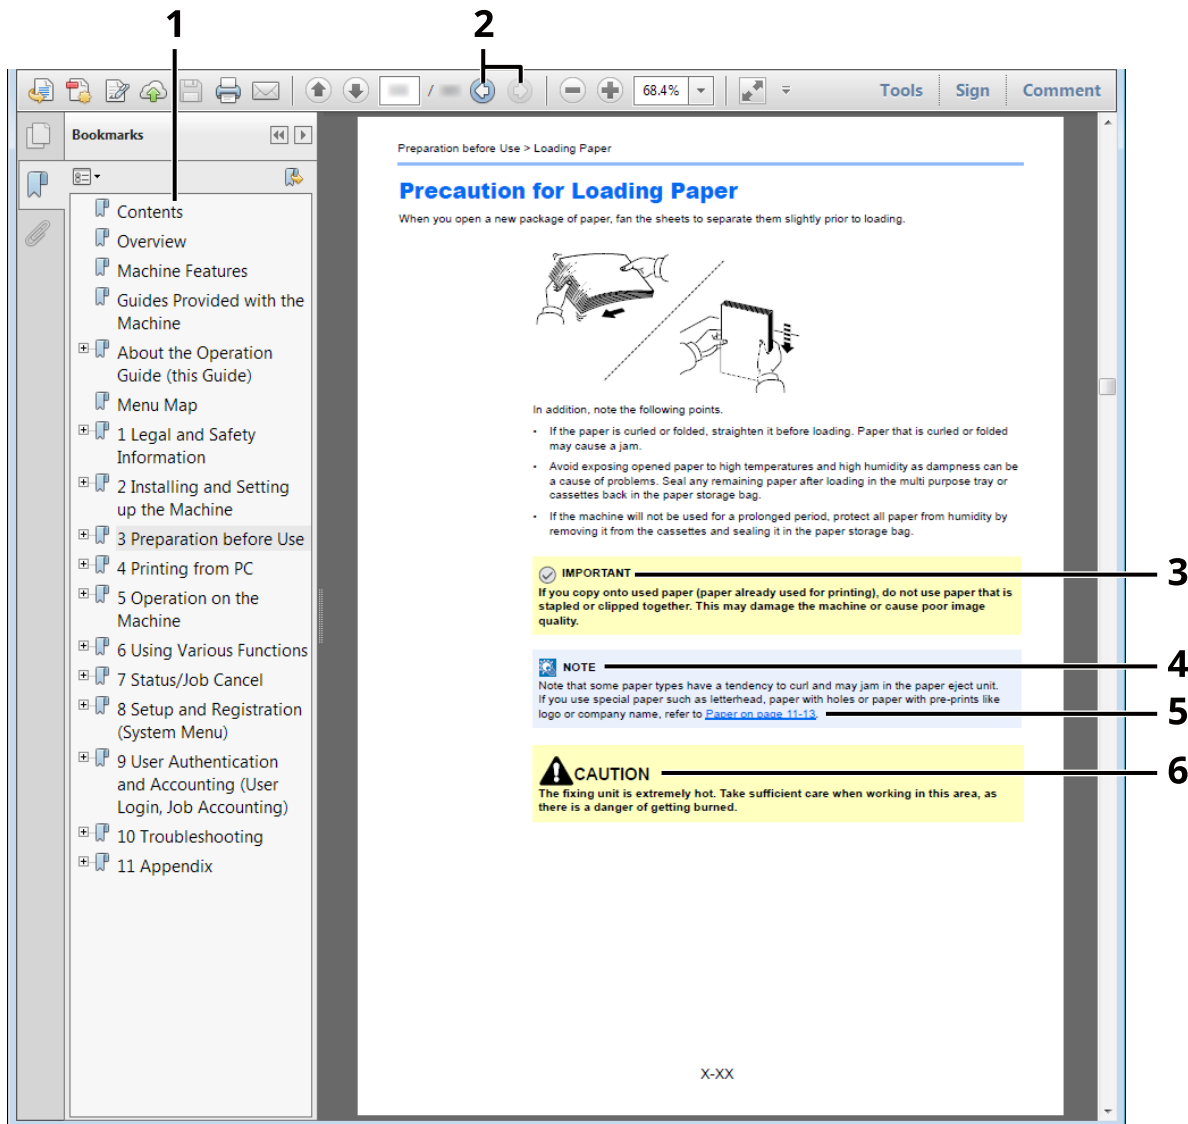 1
2
/
68.4%
Tools
Sign
Comment
Bookmarks
Contents
Overview
Machine Features
Guides Provided with the
Machine
About the Operation
Guide (this Guide)
Menu Map
1 Legal and Safety
Information
2 Installing and Setting
up the Machine
3 Preparation before Use
4 Printing from PC
5 Operation on the
Machine
6 Using Various Functions
7 Status/Job Cancel
8 Setup and Registration
(System Menu)
9 User Authentication
and Accounting (User
Login, Job Accounting)
10 Troubleshooting
11 Appendix
Preparation before Use > Loading Paper
Precaution for Loading Paper
When you open a new package of paper, fan the sheets to separate them slightly prior to loading.
In addition, note the following points.
• If the paper is curled or folded, straighten it before loading. Paper that is curled or folded
may cause a jam.
• Avoid exposing opened paper to high temperatures and high humidity as dampness can be
a cause of problems. Seal any remaining paper after loading in the multi purpose tray or
cassettes back in the paper storage bag.
• If the machine will not be used for a prolonged period, protect all paper from humidity by
removing it from the cassettes and sealing it in the paper storage bag.
IMPORTANT
3
If you copy onto used paper (paper already used for printing), do not use paper that is
stapled or clipped together. This may damage the machine or cause poor image
quality.
NOTE
4
Note that some paper types have a tendency to curl and may jam in the paper eject unit.
If you use special paper such as letterhead, paper with holes or paper with pre-prints like
logo or company name, refer to Paper on page 11-13.
5
CAUTION
6
The fixing unit is extremely hot. Take sufficient care when working in this area, as
there is a danger of getting burned.
X-XX